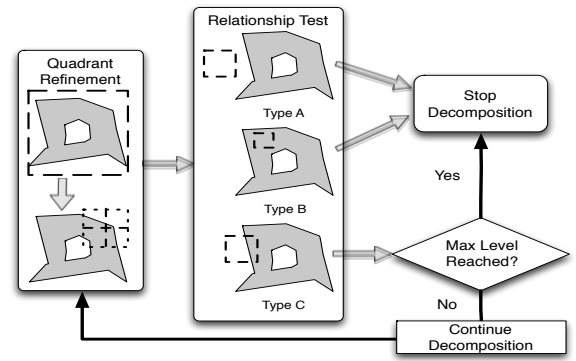 Quadrant
Refinement
Relationship Test
Type A
Type B
Type C
Stop
Decomposition
Yes
Max Level
Reached?
No
Continue
Decomposition